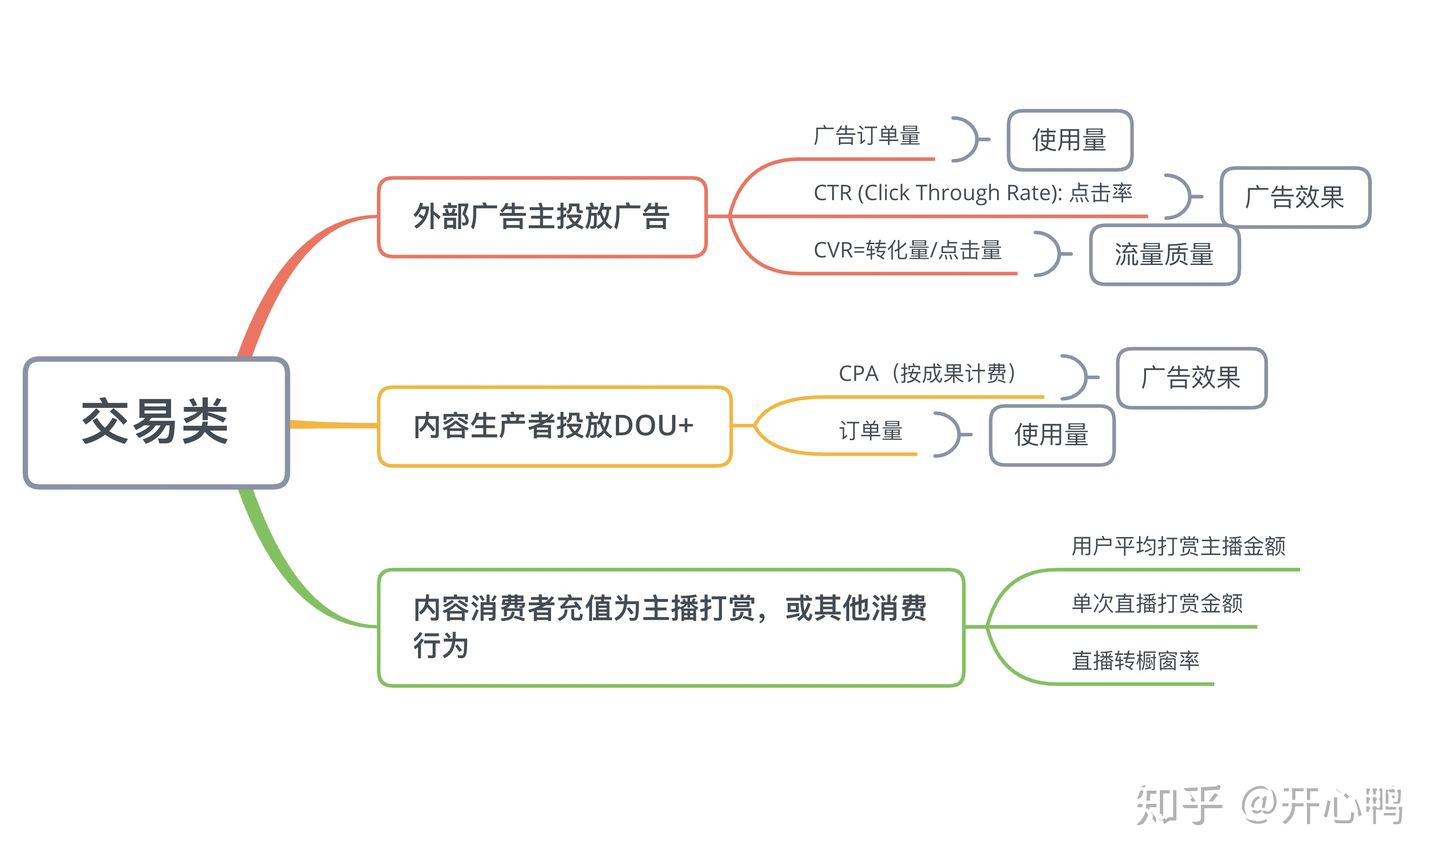 交易类
外部广告主投放广告
广告订单量
使用量
CTR (Click Through Rate): 点击率
广告效果
CVR=转化量/点击量
流量质量
内容生产者投放DOU+
CPA（按成果计费）
广告效果
订单量
使用量
内容消费者充值为主播打赏，或其他消费
行为
用户平均打赏主播金额
单次直播打赏金额
直播转橱窗率
知乎 @开心鸭